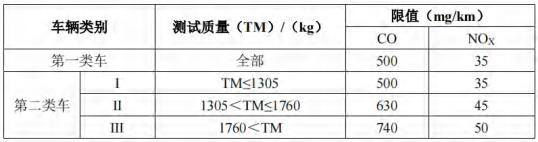 车辆类别 测试质量（TM）/（kg） 限值（mg/km）
CO NOX
第一类车 全部 500 35
第二类车 I TM≤1305 500 35
II 1305＜TM≤1760 630 45
III 1760＜TM 740 50